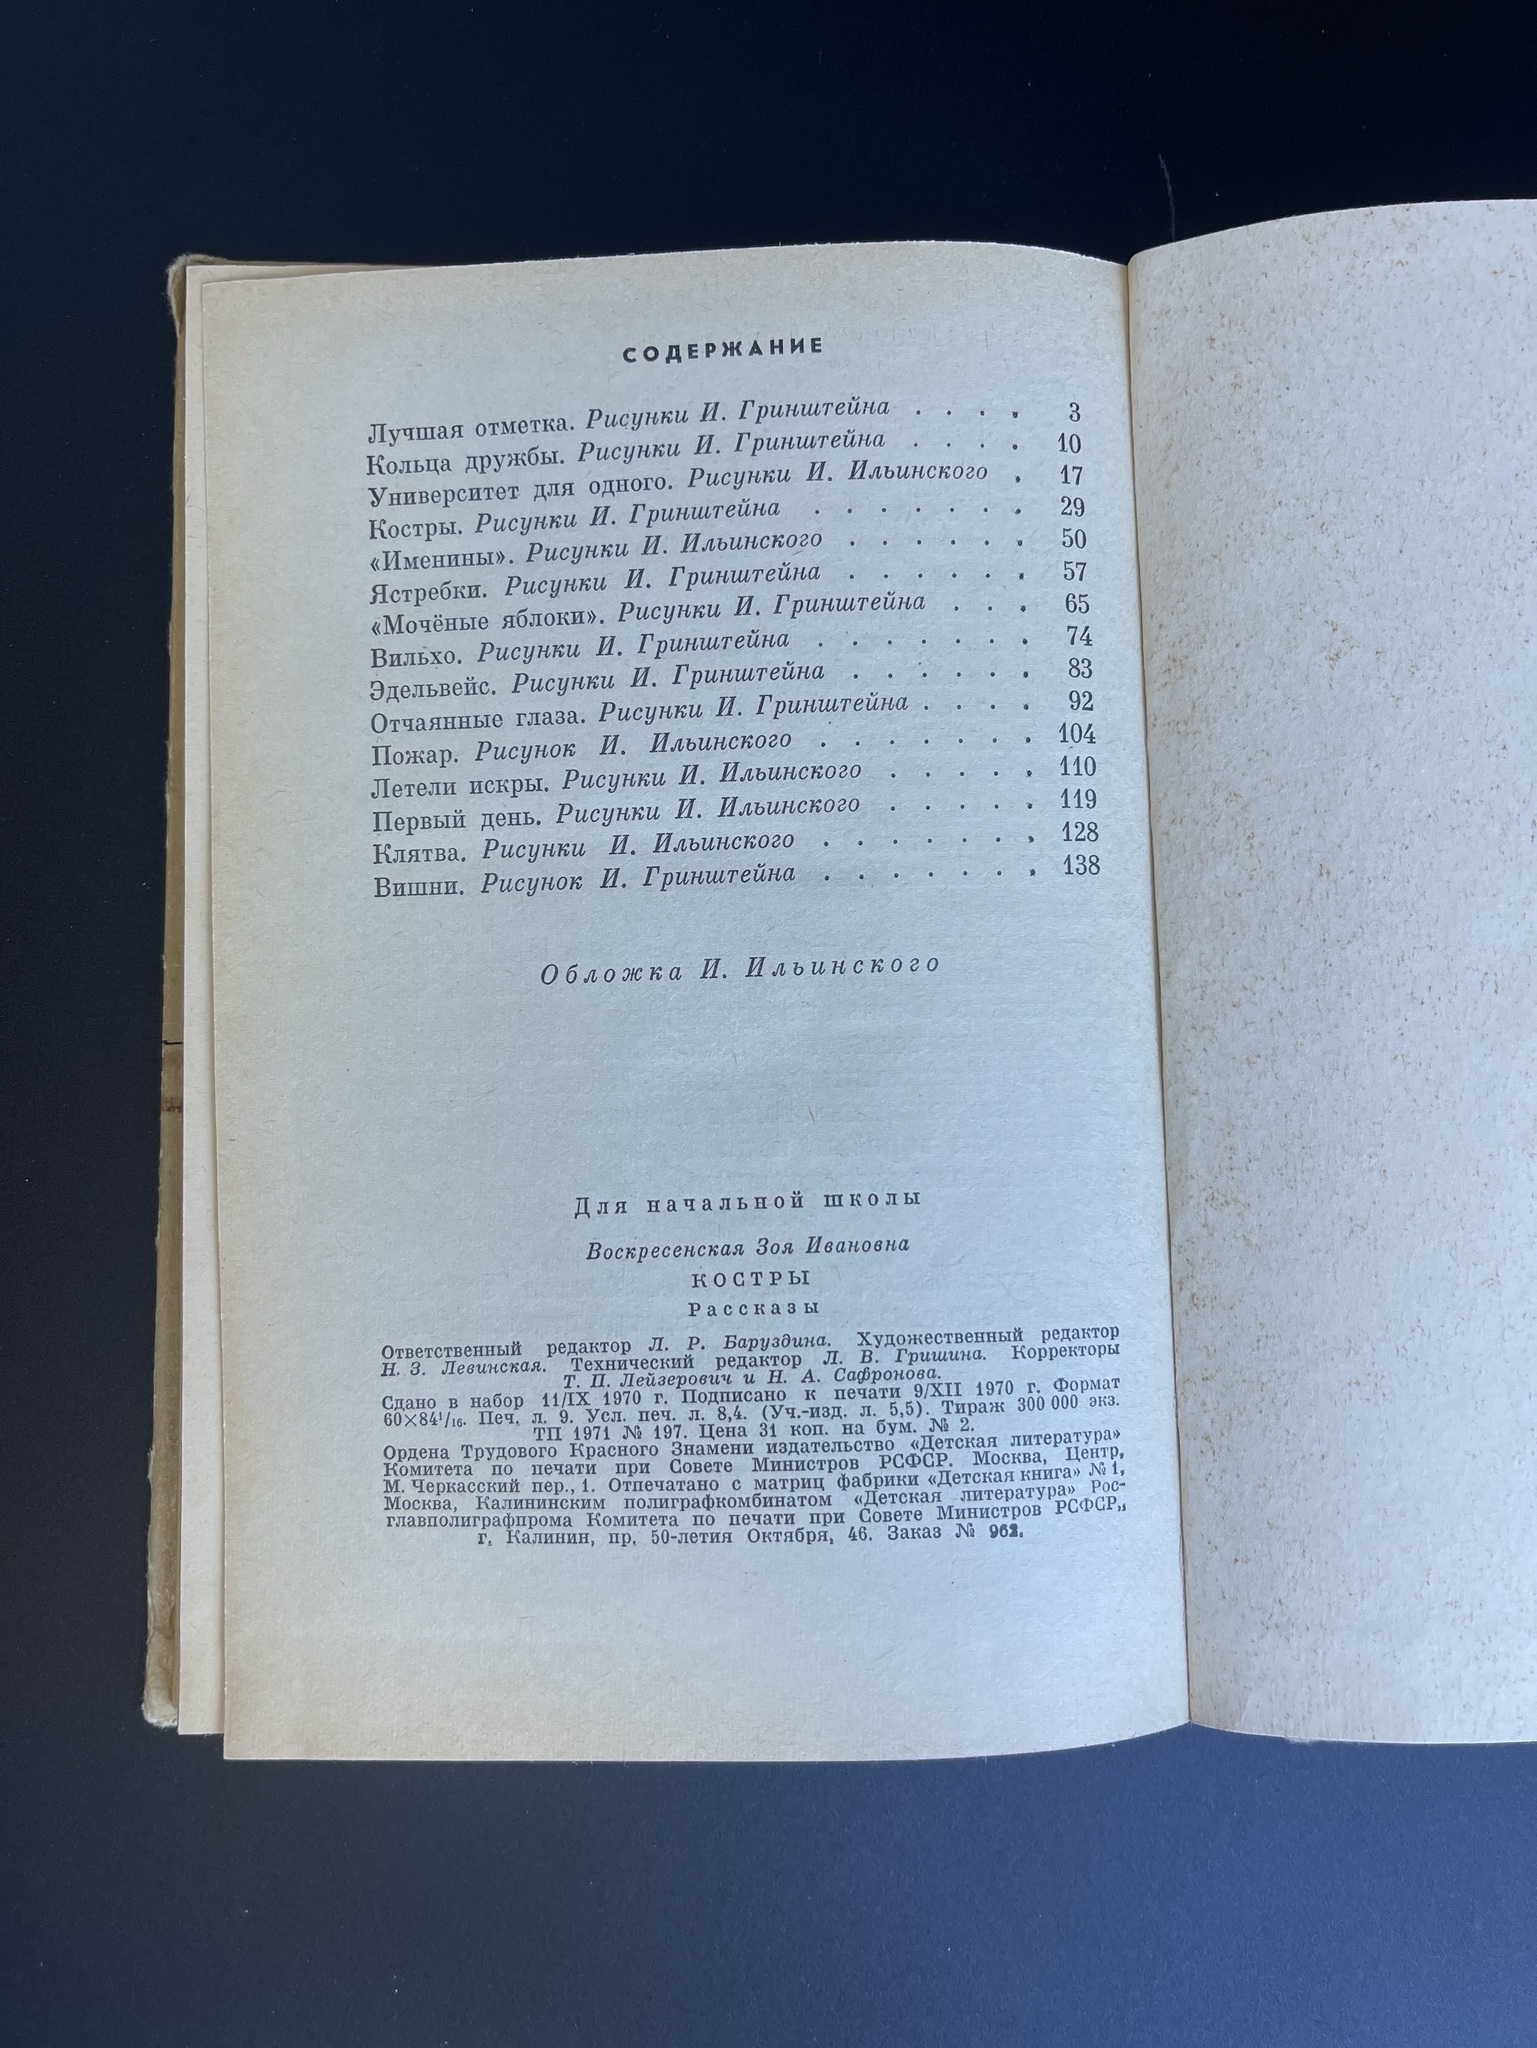 СОДЕРЖАНИЕ
Лучшая отметка. Рисунки И. Гринштейна . . . . 3
Кольца дружбы. Рисунки И. Гринштейна . . . . 10
Университет для одного. Рисунки И. Ильинского . 17
Костры. Рисунки И. Гринштейна . . . . . . . 29
«Именины». Рисунки И. Ильинского . . . . . . 50
Ястребки. Рисунки И. Гринштейна . . . . . . 57
«Мочёные яблоки». Рисунки И. Гринштейна . . . 65
Вильхо. Рисунки И. Гринштейна . . . . . . . 74
Эдельвейс. Рисунки И. Гринштейна . . . . . . 83
Отчаянные глаза. Рисунки И. Гринштейна . . . . 92
Пожар. Рисунок И. Ильинского . . . . . . . 104
Летели искры. Рисунки И. Ильинского . . . . . 110
Первый день. Рисунки И. Ильинского . . . . . 119
Клятва. Рисунки И. Ильинского . . . . . . . 128
Вишни. Рисунок И. Гринштейна . . . . . . . 138
Обложка И. Ильинского
Для начальной школы
Воскресенская Зоя Ивановна
КОСТРЫ
Рассказы
Ответственный редактор Л. Р. Баруздина. Художественный редактор
Н. З. Левинская. Технический редактор Л. В. Гришина. Корректоры
Т. П. Лейзерович и Н. А. Сафронова.
Сдано в набор 11/IX 1970 г. Подписано к печати 9/XII 1970 г. Формат
60×84¹/₁₆. Печ. л. 9. Усл. печ. л. 8,4. (Уч.-изд. л. 5,5). Тираж 300 000 экз.
ТП 1971 № 197. Цена 31 коп. на бум. № 2.
Ордена Трудового Красного Знамени издательство «Детская литература»
Комитета по печати при Совете Министров РСФСР. Москва, Центр,
М. Черкасский пер., 1. Отпечатано с матриц фабрики «Детская книга» № 1,
Москва, Калининским полиграфкомбинатом «Детская литература» Рос-
главполиграфпрома Комитета по печати при Совете Министров РСФСР,,
г. Калинин, пр. 50-летия Октября, 46. Заказ № 962.